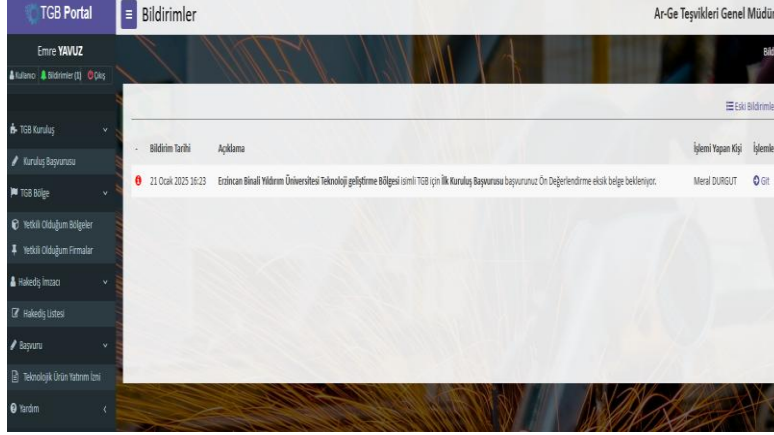 TGB Portal
Bildirimler
Ar-Ge Teşvikleri Genel Müdür
Emre YAVUZ
Kullanıcı Bildirimler (1) Çıkış
Bild
Eski Bildirimle
TGB Kuruluş
Kuruluş Başvurusu
TGB Bölge
Yetkili Olduğum Bölgeler
Yetkili Olduğum Firmalar
Hakediş İmzacı
Hakediş Listesi
Başvuru
Teknolojik Ürün Yatırım İzni
Yardım
- Bildirim Tarihi Açıklama İşlemi Yapan Kişi İşlemle
21 Ocak 2025 16:23 Erzincan Binali Yıldırım Üniversitesi Teknoloji geliştirme Bölgesi isimli TGB için İlk Kuruluş Başvurusu başvurunuz Ön Değerlendirme eksik belge bekleniyor. Meral DURGUT Git